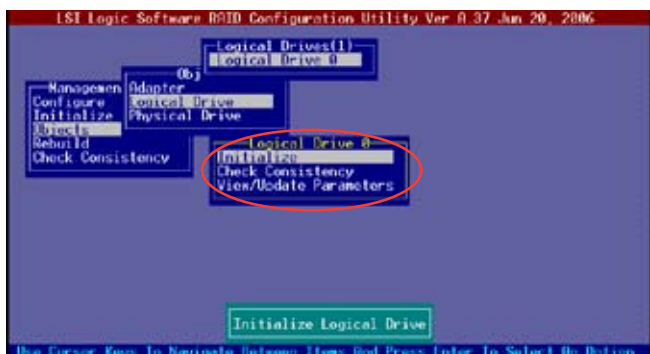 LSI Logic Software RAID Configuration Utility Ver A.37 Jun 20, 2006
Logical Drives(1)
Logical Drive 0
Obj
Adapter
Logical Drive
Physical Drive
Managemen
Configure
Initialize
Objects
Rebuild
Check Consistency
Logical Drive 0
Initialize
Check Consistency
View/Update Parameters
Initialize Logical Drive
Use Cursor Keys To Navigate Between Items And Press Enter To Select An Option